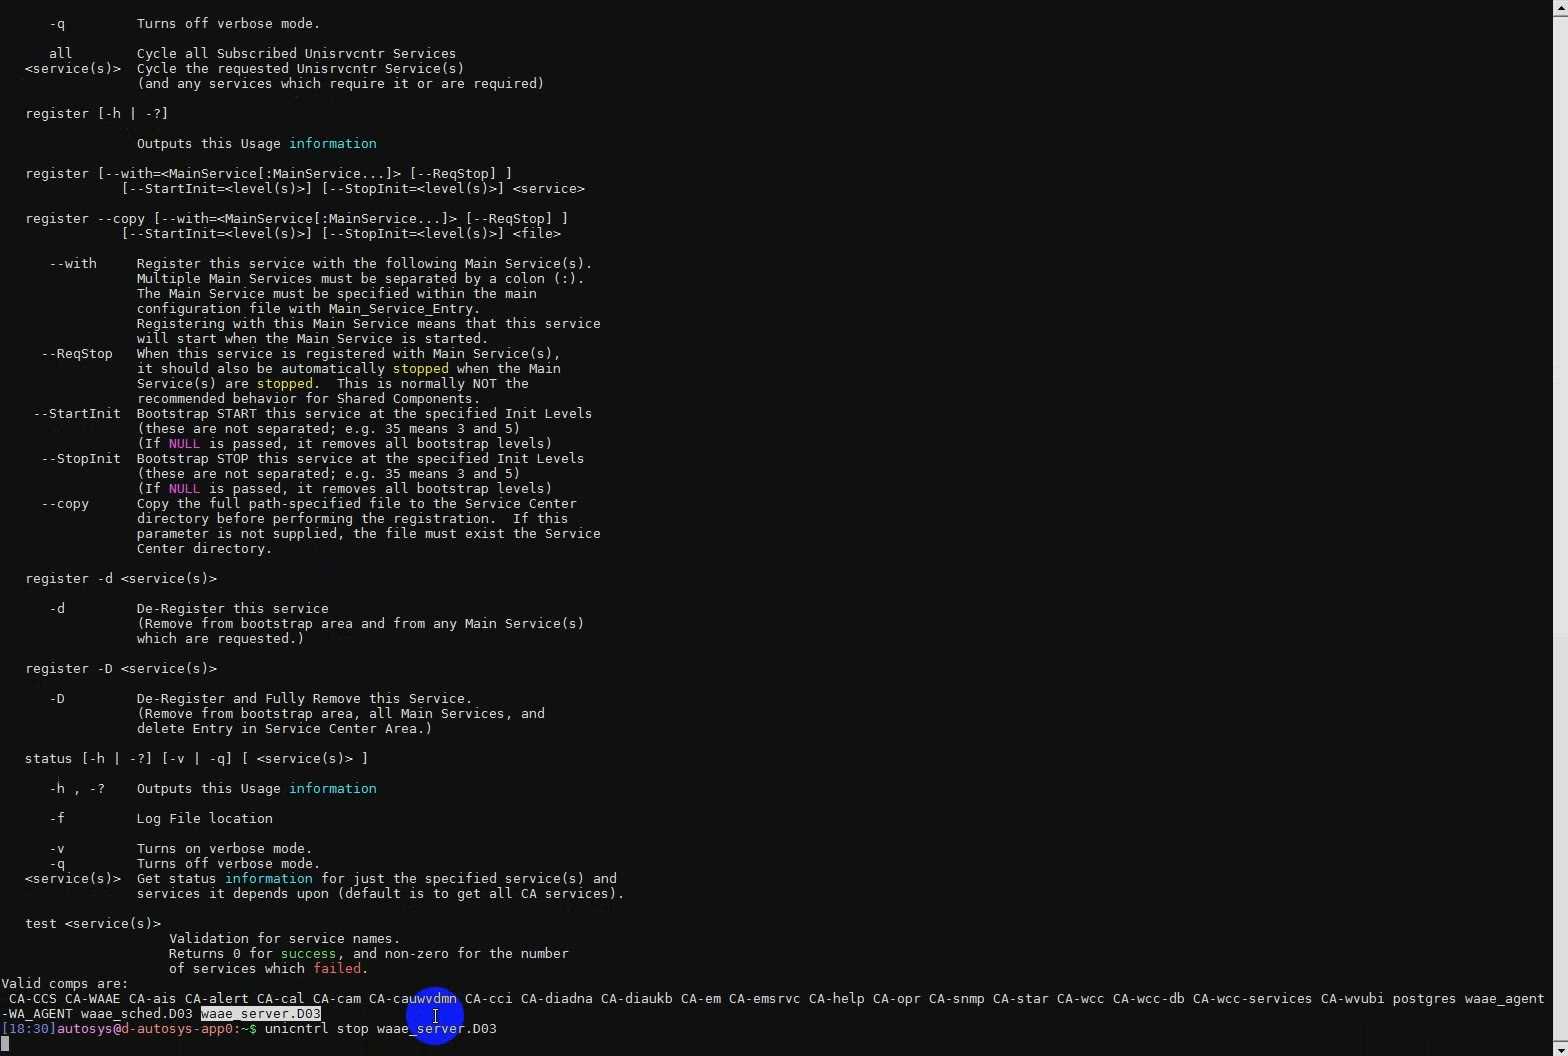 -q         Turns off verbose mode.
all        Cycle all Subscribed Unisrvcntr Services
<service(s)>  Cycle the requested Unisrvcntr Service(s)
(and any services which require it or are required)
register [-h | -?]
Outputs this Usage information
register [--with=<MainService[:MainService...]> [--ReqStop] ]
[--StartInit=<level(s)>] [--StopInit=<level(s)>] <service>
register --copy [--with=<MainService[:MainService...]> [--ReqStop] ]
[--StartInit=<level(s)>] [--StopInit=<level(s)>] <file>
--with     Register this service with the following Main Service(s).
Multiple Main Services must be separated by a colon (:).
The Main Service must be specified within the main
configuration file with Main_Service_Entry.
Registering with this Main Service means that this service
will start when the Main Service is started.
--ReqStop   When this service is registered with Main Service(s),
it should also be automatically stopped when the Main
Service(s) are stopped.  This is normally NOT the
recommended behavior for Shared Components.
--StartInit  Bootstrap START this service at the specified Init Levels
(these are not separated; e.g. 35 means 3 and 5)
(If NULL is passed, it removes all bootstrap levels)
--StopInit  Bootstrap STOP this service at the specified Init Levels
(these are not separated; e.g. 35 means 3 and 5)
(If NULL is passed, it removes all bootstrap levels)
--copy      Copy the full path-specified file to the Service Center
directory before performing the registration.  If this
parameter is not supplied, the file must exist the Service
Center directory.
register -d <service(s)>
-d         De-Register this service
(Remove from bootstrap area and from any Main Service(s)
which are requested.)
register -D <service(s)>
-D         De-Register and Fully Remove this Service.
(Remove from bootstrap area, all Main Services, and
delete Entry in Service Center Area.)
status [-h | -?] [-v | -q] [ <service(s)> ]
-h , -?    Outputs this Usage information
-f         Log File location
-v         Turns on verbose mode.
-q         Turns off verbose mode.
<service(s)>  Get status information for just the specified service(s) and
services it depends upon (default is to get all CA services).
test <service(s)>
Validation for service names.
Returns 0 for success, and non-zero for the number
of services which failed.
Valid comps are:
CA-CCS CA-WAAE CA-ais CA-alert CA-cal CA-cam CA-cauwvdmn CA-cci CA-diadna CA-diaukb CA-em CA-emsrvc CA-help CA-opr CA-snmp CA-star CA-wcc CA-wcc-db CA-wcc-services CA-wvubi postgres waae_agent
-WA_AGENT waae_sched.D03 waae_server.D03
[18:30]autosys@d-autosys-app0:~$ unicntrl stop waae_server.D03